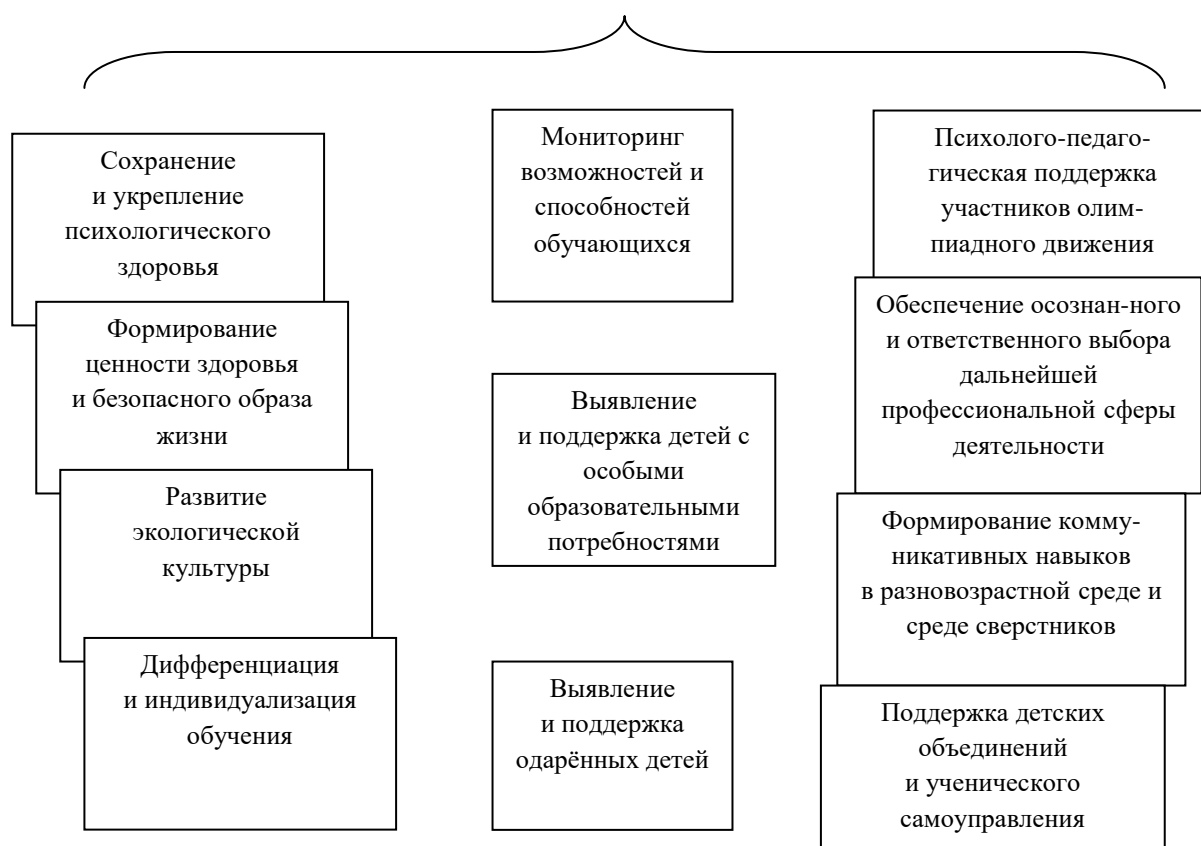 Сохранение
и укрепление
психологического
здоровья
Формирование
ценности здоровья
и безопасного образа
жизни
Развитие
экологической
культуры
Дифференциация
и индивидуализация
обучения
Мониторинг
возможностей и
способностей
обучающихся
Выявление
и поддержка детей с
особыми
образовательными
потребностями
Выявление
и поддержка
одарённых детей
Психолого-педаго-
гическая поддержка
участников олим-
пиадного движения
Обеспечение осознан-ного
и ответственного выбора
дальнейшей
профессиональной сферы
деятельности
Формирование комму-
никативных навыков
в разновозрастной среде и
среде сверстников
Поддержка детских
объединений
и ученического
самоуправления